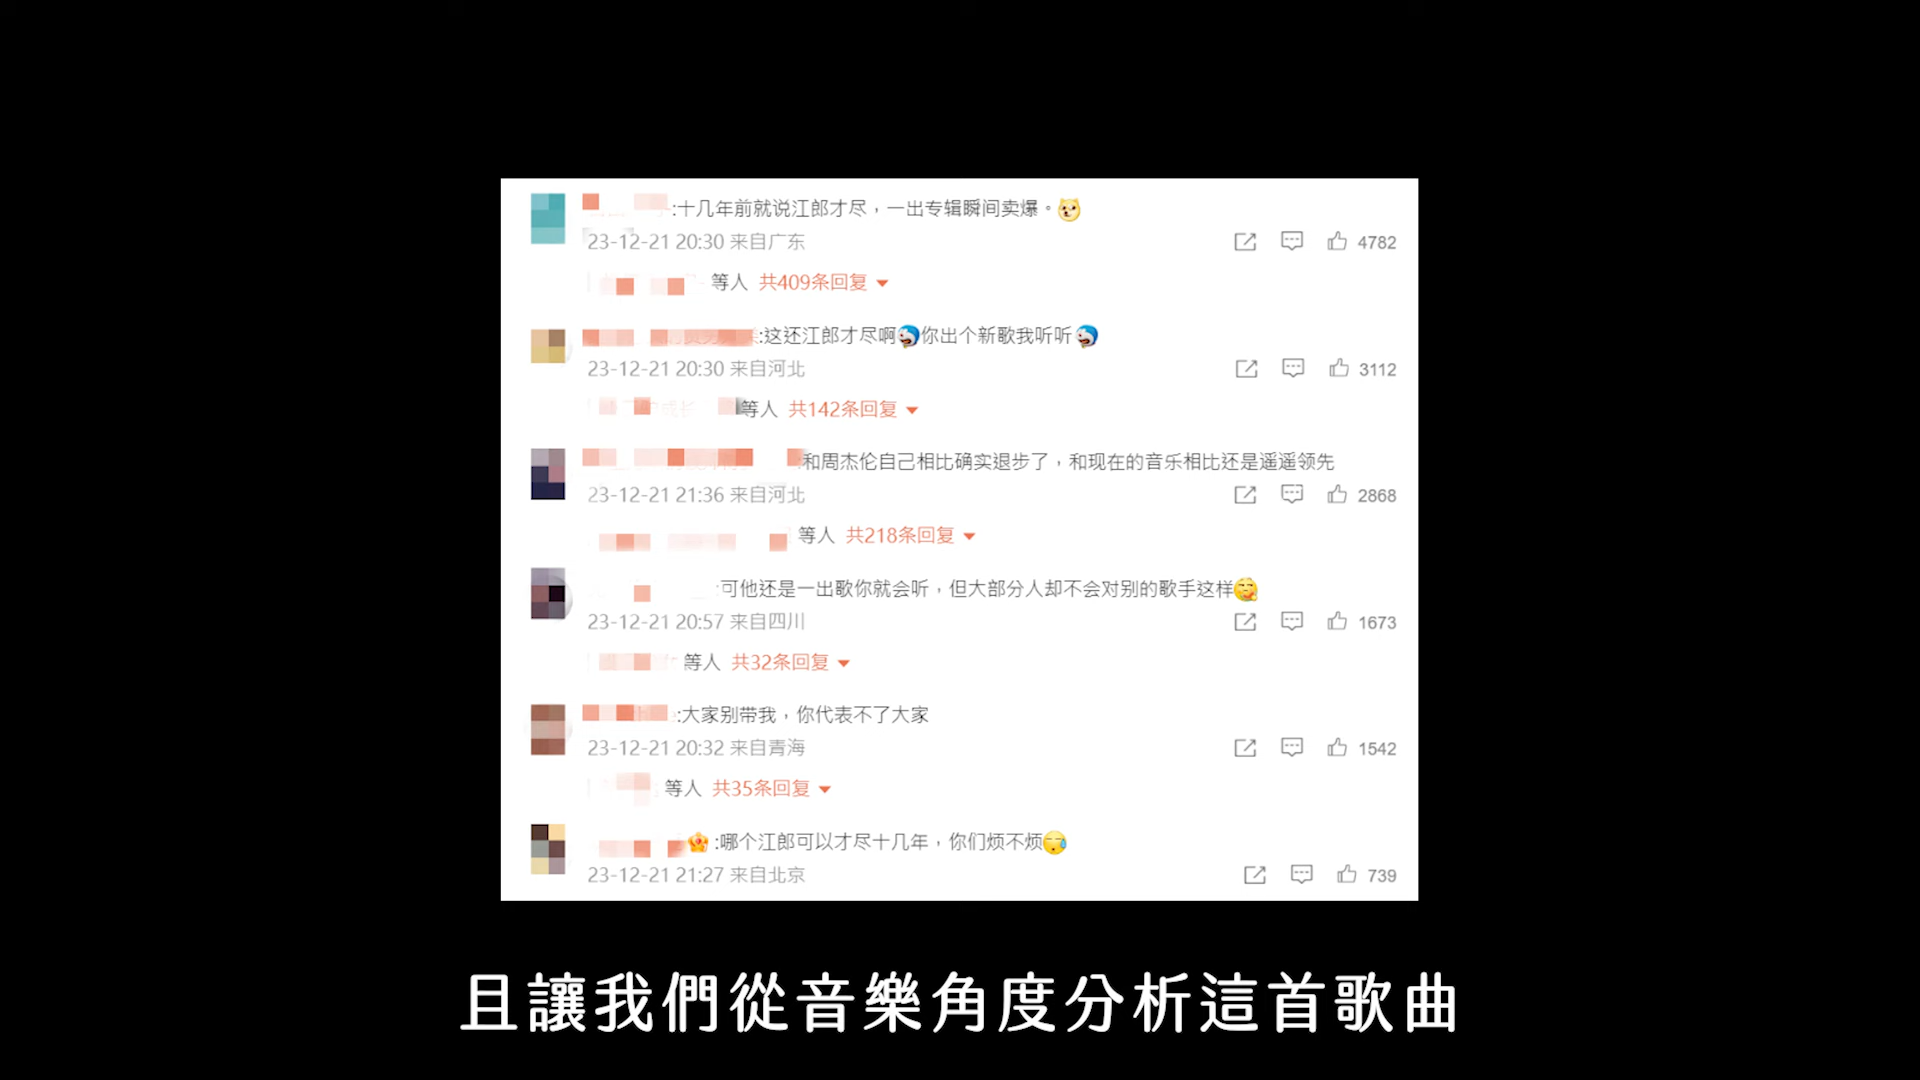 :十几年前就说江郎才尽，一出专辑瞬间卖爆。
23-12-21 20:30 来自广东
4782
等人 共409条回复
:这还江郎才尽啊你出个新歌我听听
23-12-21 20:30 来自河北
3112
等人 共142条回复
:和周杰伦自己相比确实退步了，和现在的音乐相比还是遥遥领先
23-12-21 21:36 来自河北
2868
等人 共218条回复
:可他还是一出歌你就会听，但大部分人却不会对别的歌手这样
23-12-21 20:57 来自四川
1673
等人 共32条回复
:大家别带我，你代表不了大家
23-12-21 20:32 来自青海
1542
等人 共35条回复
:哪个江郎可以才尽十几年，你们烦不烦
23-12-21 21:27 来自北京
739
且讓我們從音樂角度分析這首歌曲